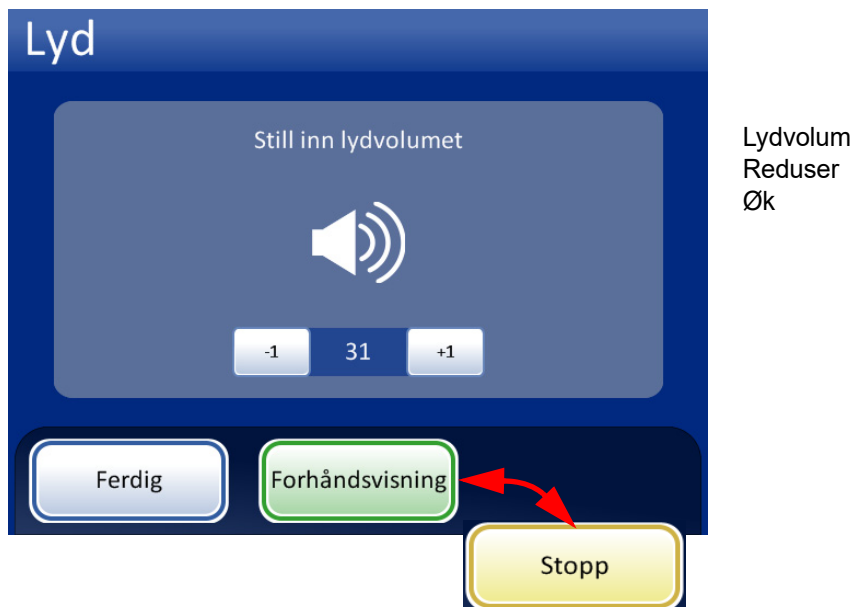 Lyd
Still inn lydvolumet
-1 31 +1
Ferdig Forhåndsvisning
Stopp
Lydvolum
Reduser
Øk